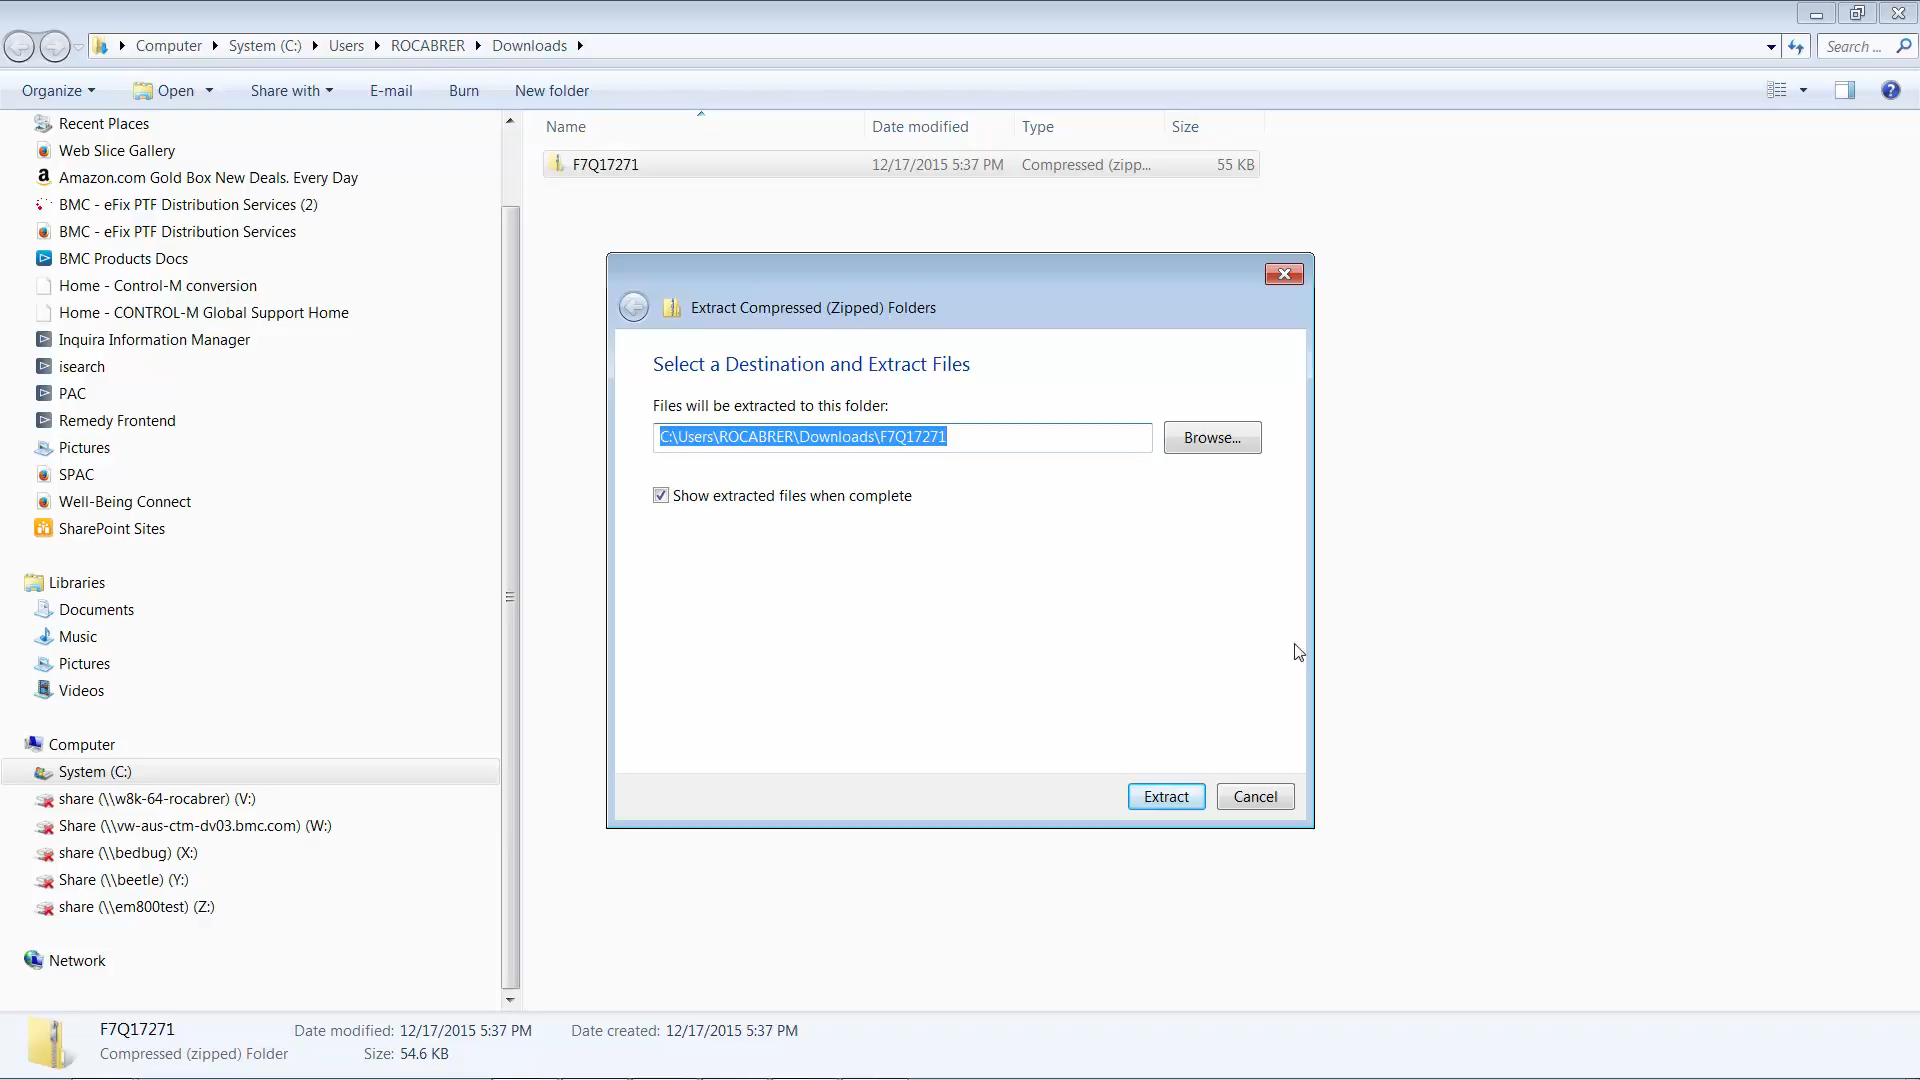 Computer System (C:) Users ROCABRER Downloads
Search ...
Organize Open Share with E-mail Burn New folder
Recent Places
Web Slice Gallery
Amazon.com Gold Box New Deals. Every Day
BMC - eFix PTF Distribution Services (2)
BMC - eFix PTF Distribution Services
BMC Products Docs
Home - Control-M conversion
Home - CONTROL-M Global Support Home
Inquira Information Manager
isearch
PAC
Remedy Frontend
Pictures
SPAC
Well-Being Connect
SharePoint Sites
Libraries
Documents
Music
Pictures
Videos
Computer
System (C:)
share (\\w8k-64-rocabrer) (V:)
Share (\\vw-aus-ctm-dv03.bmc.com) (W:)
share (\\bedbug) (X:)
Share (\\beetle) (Y:)
share (\\em800test) (Z:)
Network
Name Date modified Type Size
F7Q17271 12/17/2015 5:37 PM Compressed (zipp... 55 KB
Extract Compressed (Zipped) Folders
Select a Destination and Extract Files
Files will be extracted to this folder:
C:\Users\ROCABRER\Downloads\F7Q17271
Browse...
Show extracted files when complete
Extract Cancel
F7Q17271 Date modified: 12/17/2015 5:37 PM Date created: 12/17/2015 5:37 PM
Compressed (zipped) Folder Size: 54.6 KB